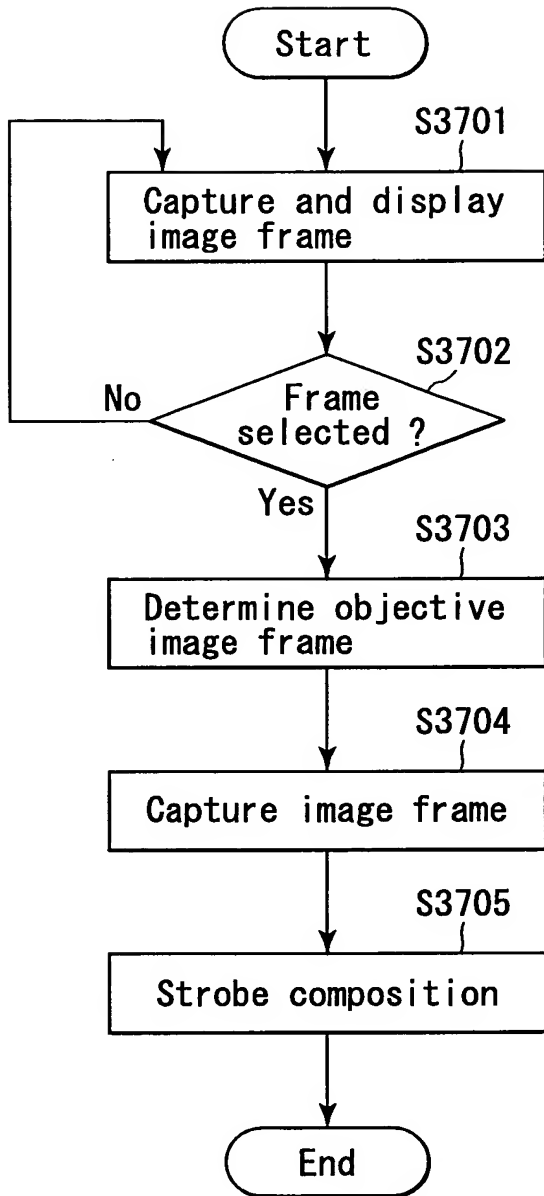 Start
S3701
Capture and display
image frame
S3702
Frame
selected ?
No
Yes
S3703
Determine objective
image frame
S3704
Capture image frame
S3705
Strobe composition
End